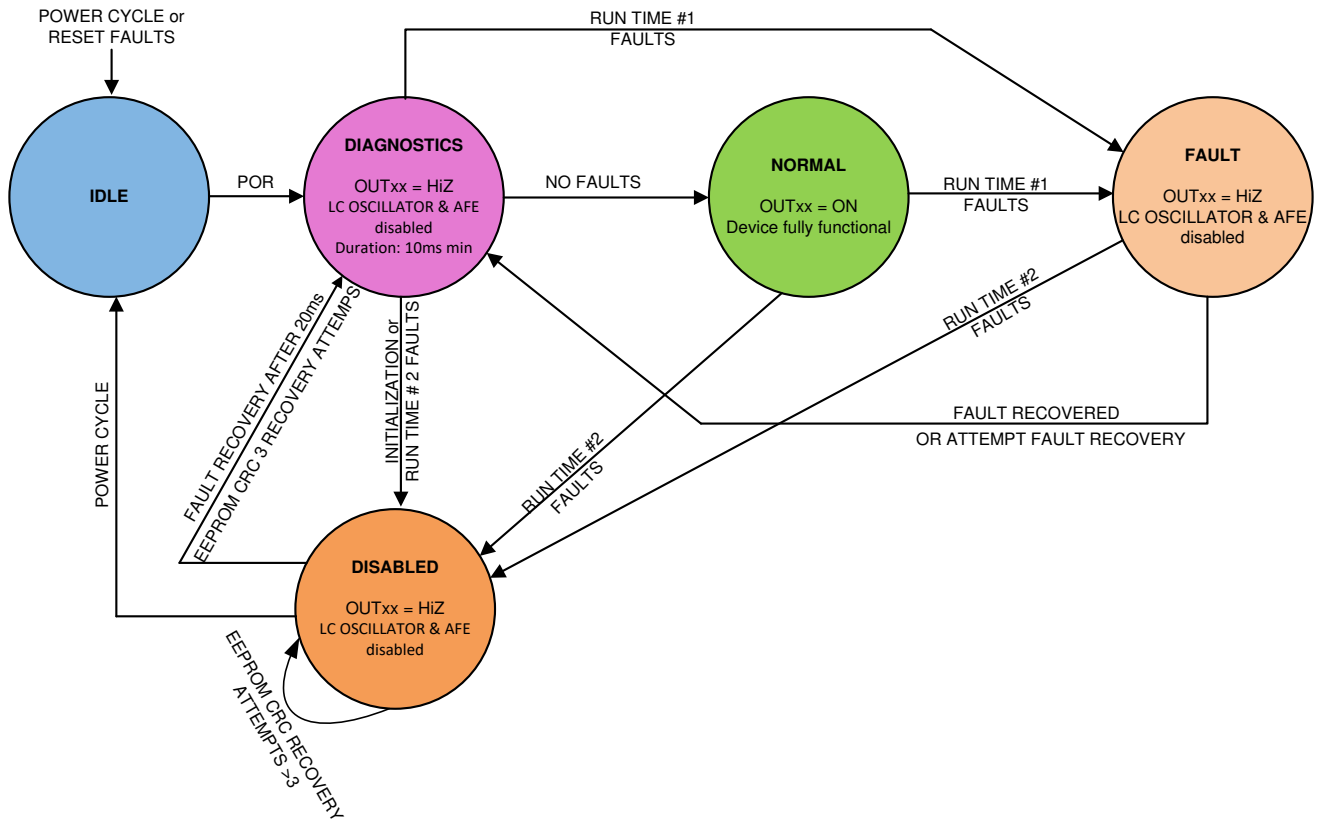 POWER CYCLE or
RESET FAULTS
RUN TIME #1
FAULTS
IDLE
POR
DIAGNOSTICS
OUTxx = HiZ
LC OSCILLATOR & AFE
disabled
Duration: 10ms min
NO FAULTS
NORMAL
OUTxx = ON
Device fully functional
RUN TIME #1
FAULTS
FAULT
OUTxx = HiZ
LC OSCILLATOR & AFE
disabled
POWER CYCLE
FAULT RECOVERY AFTER 20ms
EEPROM CRC 3 RECOVERY ATTEMPS
INITIALIZATION or
RUN TIME # 2 FAULTS
RUN TIME #2
FAULTS
RUN TIME #2
FAULTS
FAULT RECOVERED
OR ATTEMPT FAULT RECOVERY
DISABLED
OUTxx = HiZ
LC OSCILLATOR & AFE
disabled
EEPROM CRC RECOVERY
ATTEMPTS >3